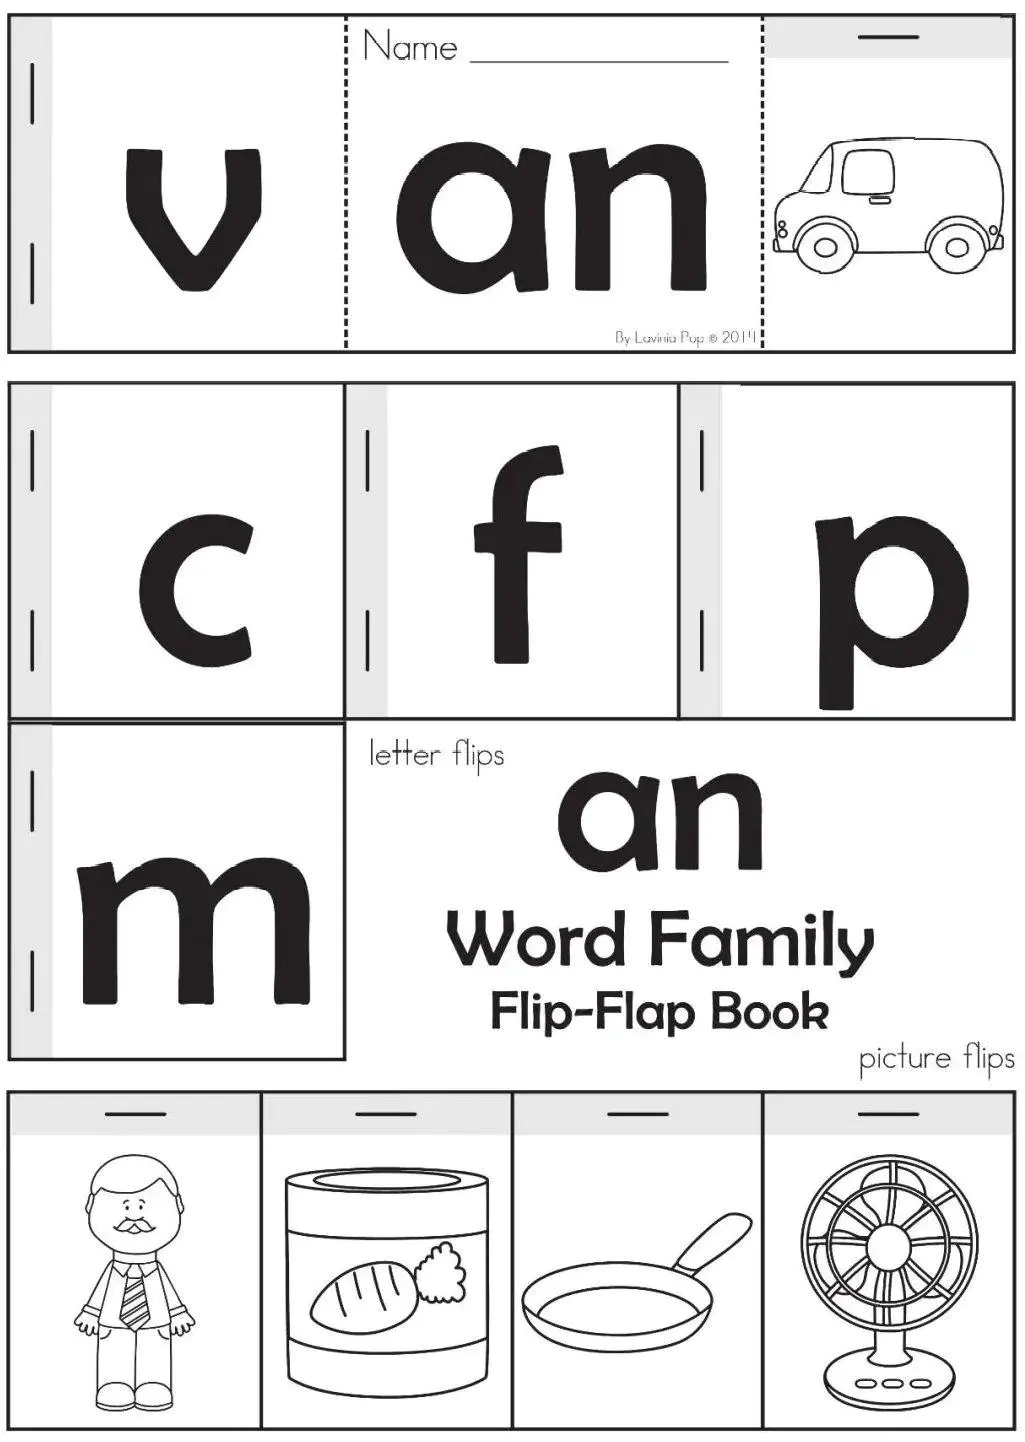 Name
v an
By Lavinia Pop © 2014
c f p
m
letter flips
an
Word Family
Flip-Flap Book
picture flips